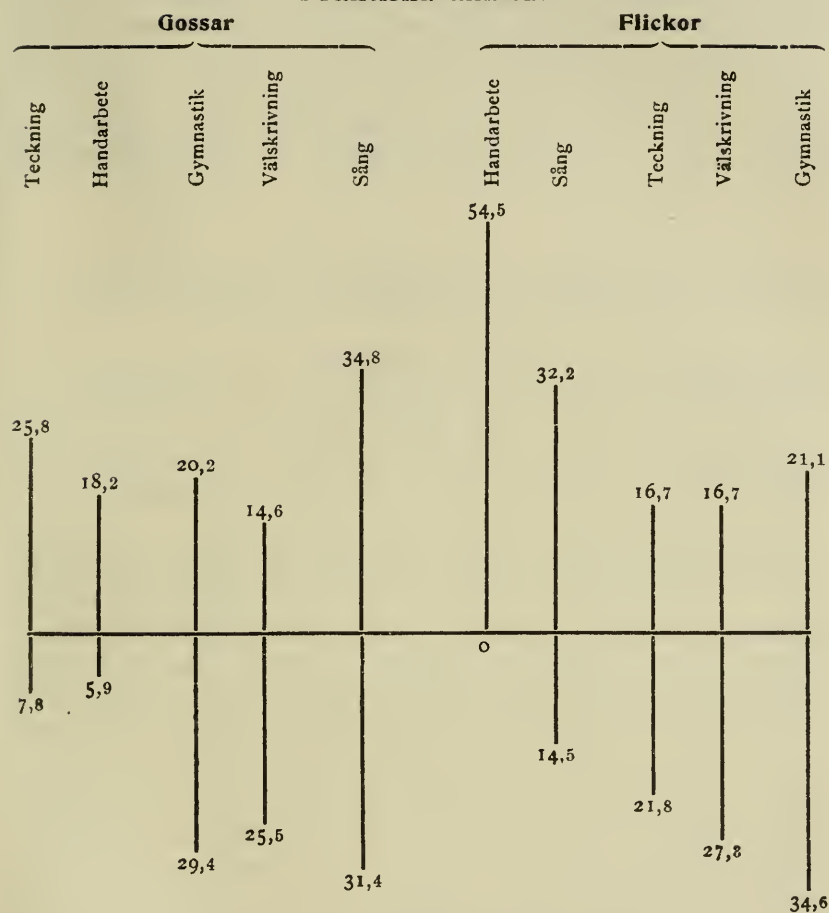 Gossar Flickor
Teckning Handarbete Gymnastik Välskrivning Sång Handarbete Sång Teckning Välskrivning Gymnastik
54,5
34,8 32,2
25,8 18,2 20,2 14,6 16,7 16,7 21,1
0
7,8 5,9
14,5
21,8
29,4 25,5 31,4 27,8
34,6